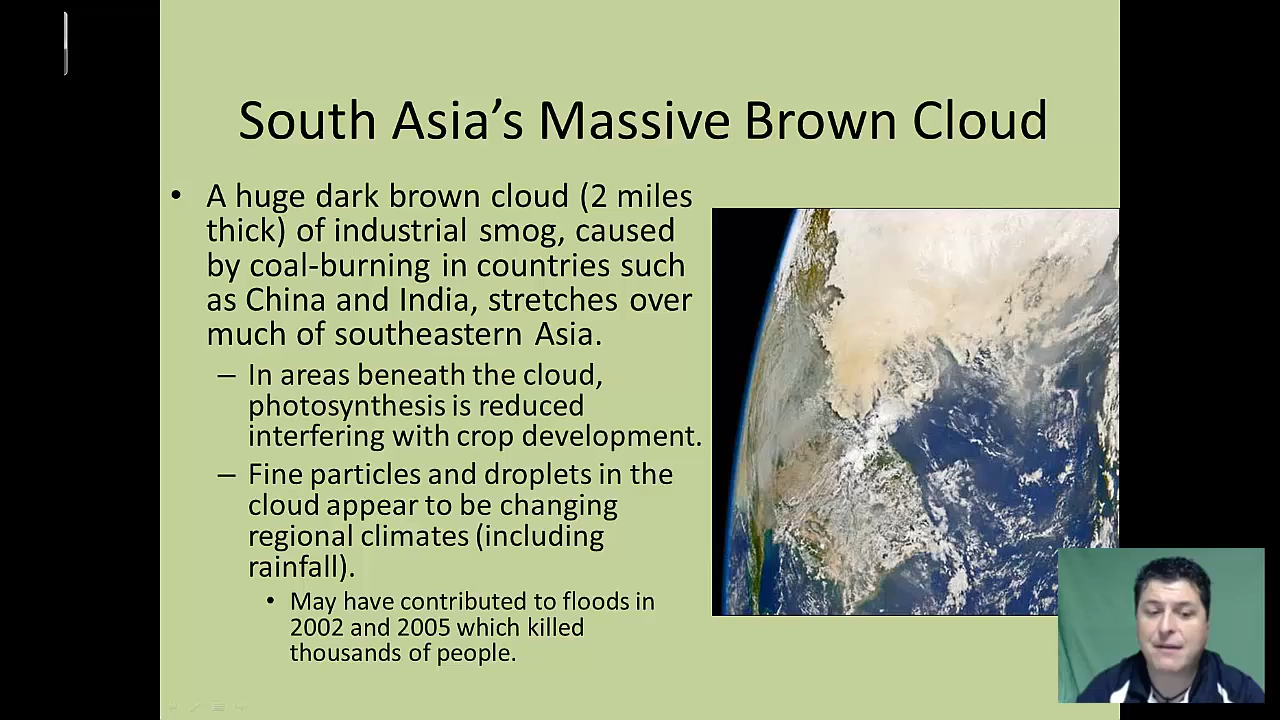 South Asia’s Massive Brown Cloud
• A huge dark brown cloud (2 miles
thick) of industrial smog, caused
by coal-burning in countries such
as China and India, stretches over
much of southeastern Asia.
– In areas beneath the cloud,
photosynthesis is reduced
interfering with crop development.
– Fine particles and droplets in the
cloud appear to be changing
regional climates (including
rainfall).
• May have contributed to floods in
2002 and 2005 which killed
thousands of people.